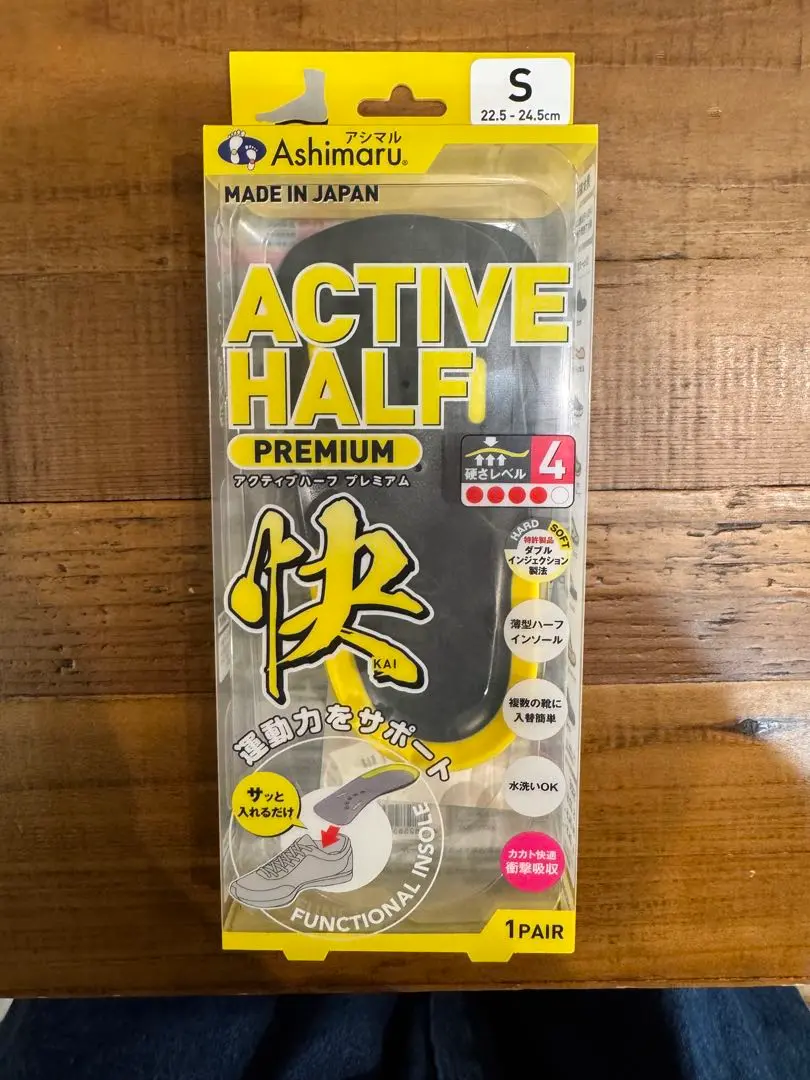 S
22.5 - 24.5cm
アシマル
Ashimaru®
MADE IN JAPAN
ACTIVE
HALF
PREMIUM
アクティブハーフ プレミアム
硬さレベル
4
HARD SOFT
特許製品
ダブル
インジェクション
製法
快
KAI
薄型ハーフ
インソール
複数の靴に
入替簡単
運動力をサポート
サッと
入れるだけ
水洗いOK
カカト快適
衝撃吸収
FUNCTIONAL INSOLE
1PAIR